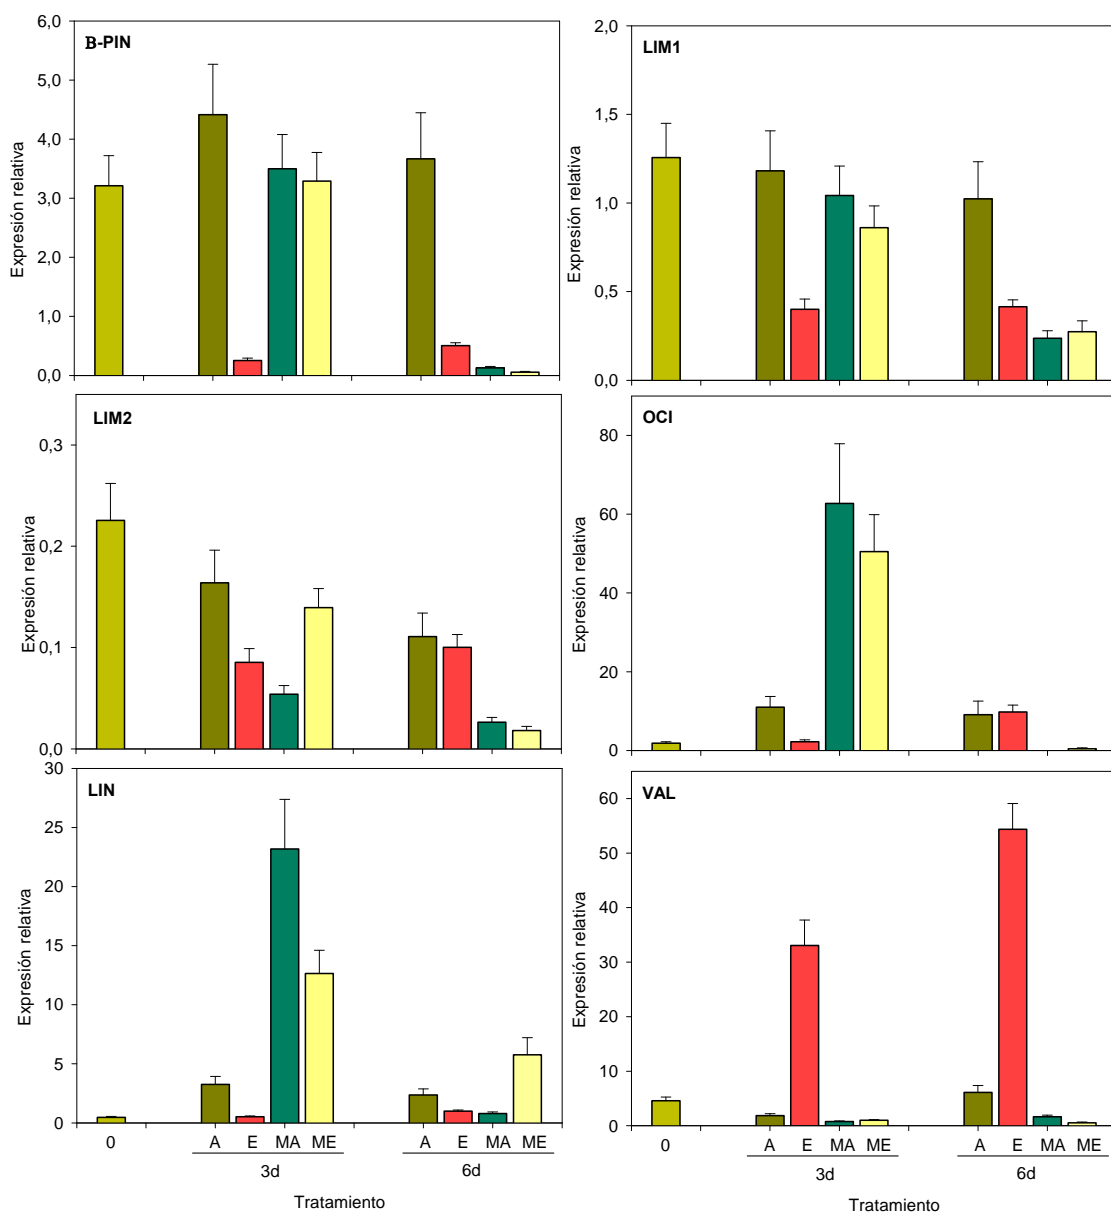 B-PIN
6,0
5,0
4,0
3,0
2,0
1,0
0,0
Expresión relativa
LIM1
2,0
1,5
1,0
0,5
0,0
Expresión relativa
LIM2
0,3
0,2
0,1
0,0
Expresión relativa
OCI
80
60
40
20
0
Expresión relativa
LIN
30
25
20
15
10
5
0
Expresión relativa
0 A E MA ME A E MA ME
3d 6d
Tratamiento
VAL
60
50
40
30
20
10
0
Expresión relativa
0 A E MA ME A E MA ME
3d 6d
Tratamiento